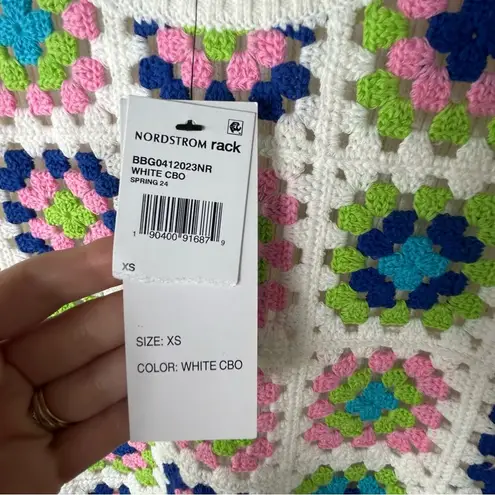 NORDSTROM rack
BBG0412023NR
WHITE CBO
SPRING 24
1 90400 91687 9
XS
SIZE: XS
COLOR: WHITE CBO